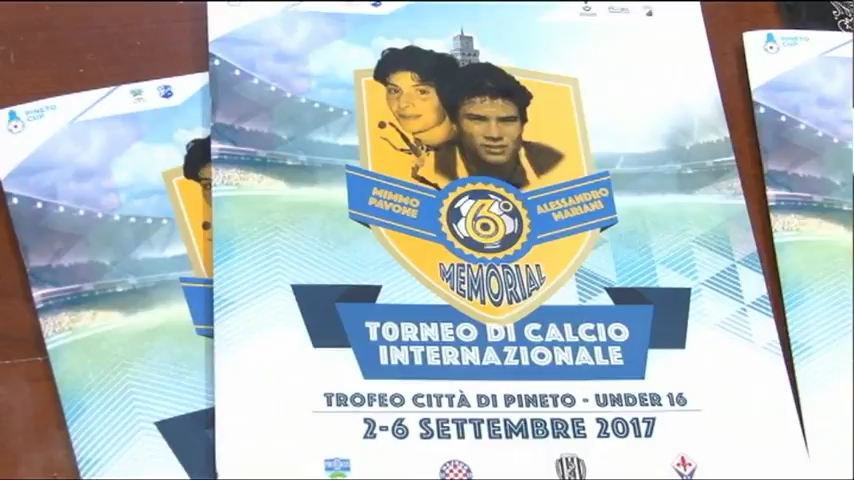 PINETO
CUP
PINETO
CUP
MIMMO
PAVONE
6°
ALESSANDRO
MARIANI
MEMORIAL
TORNEO DI CALCIO
INTERNAZIONALE
TROFEO CITTÀ DI PINETO - UNDER 16
2-6 SETTEMBRE 2017